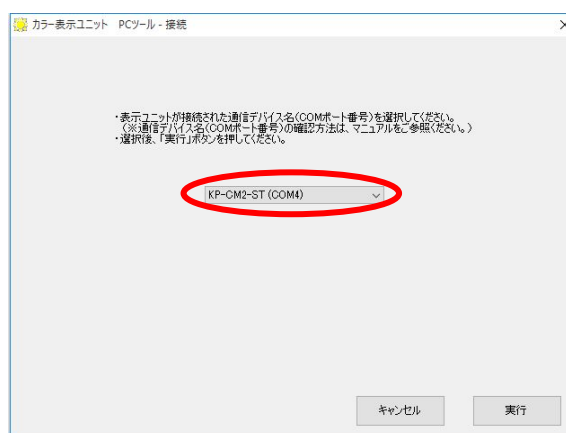 カラー表示ユニット PCツール - 接続
・表示ユニットが接続された通信デバイス名(COMポート番号)を選択してください。
(※通信デバイス名(COMポート番号)の確認方法は、マニュアルをご参照ください。)
・選択後、「実行」ボタンを押してください。
KP-CM2-ST (COM4)
キャンセル
実行